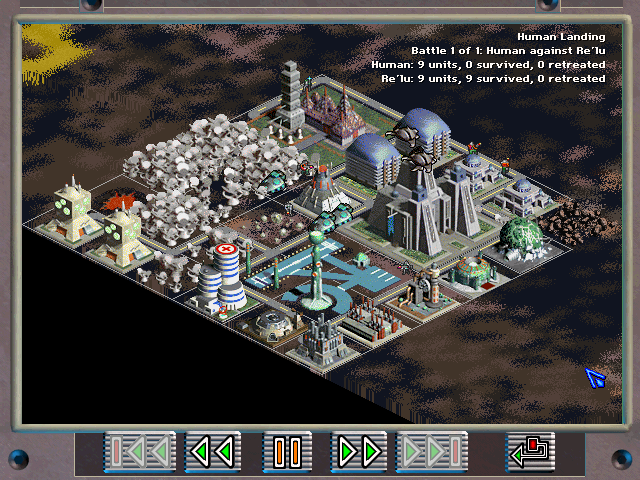 Human Landing
Battle 1 of 1: Human against Re'lu
Human: 9 units, 0 survived, 0 retreated
Re'lu: 9 units, 9 survived, 0 retreated